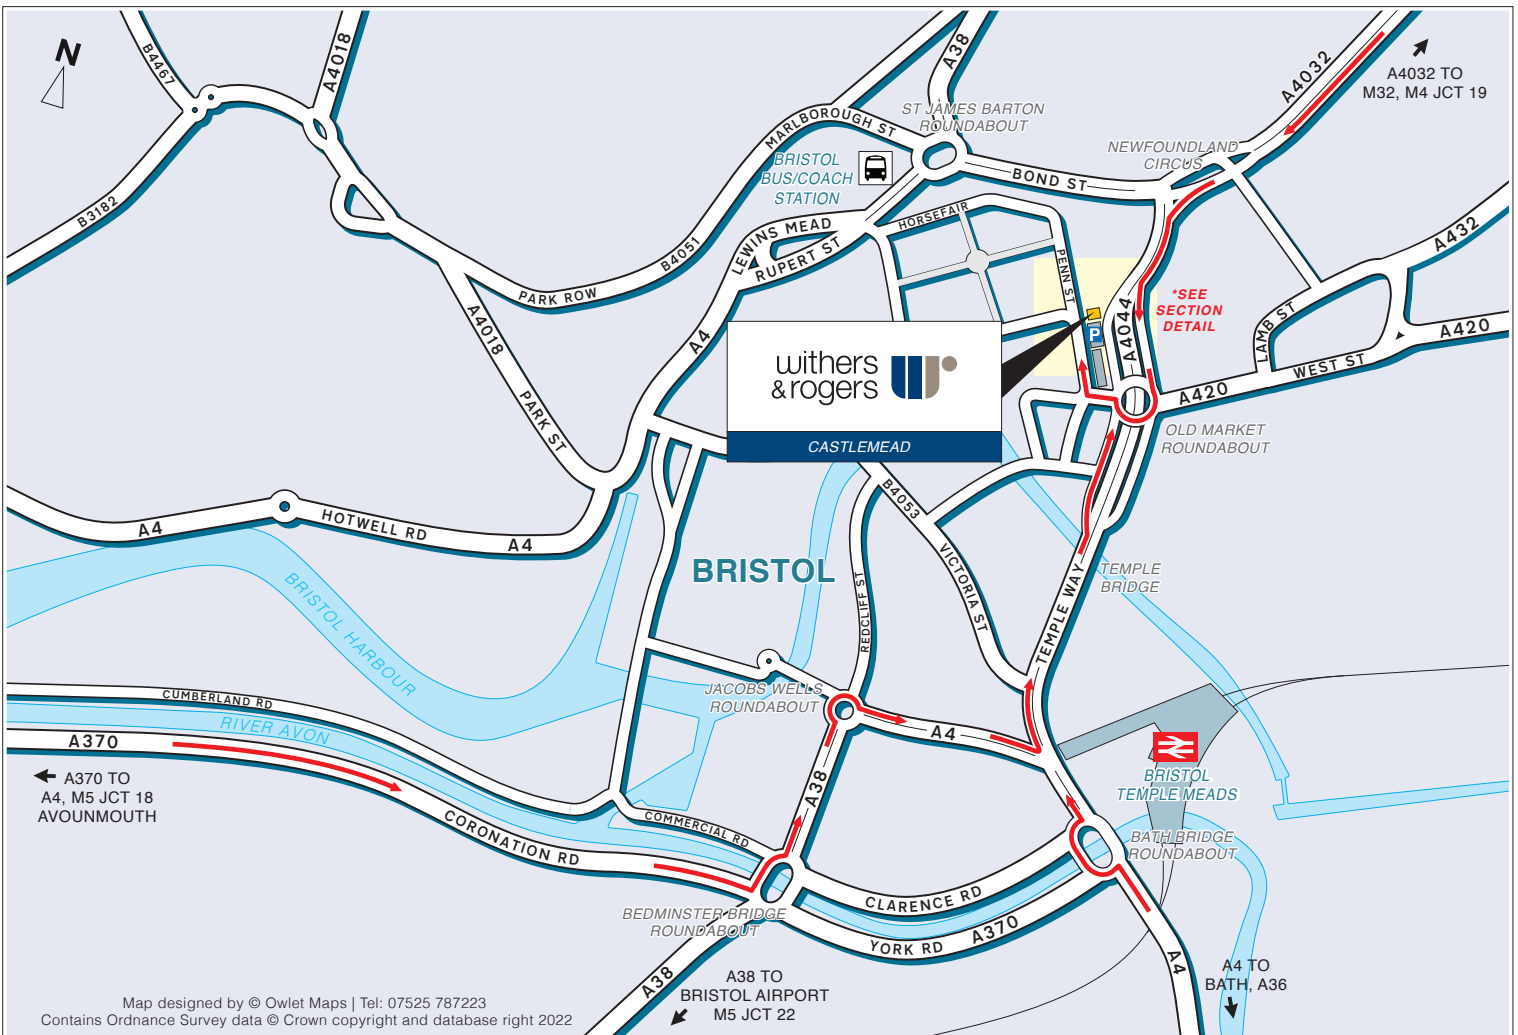 N
B4467
A4018
A38
A4032
A4032 TO
M32, M4 JCT 19
ST JAMES BARTON
ROUNDABOUT
MARLBOROUGH ST
NEWFOUNDLAND
CIRCUS
BRISTOL
BUS/COACH
STATION
BOND ST
B3182
HORSEFAIR
LEWINS MEAD
RUPERT ST
B4051
A432
PENN ST
PARK ROW
*SEE
SECTION
DETAIL
A4018
A4
A4044
P
LAMB ST
A420
WEST ST
withers
& rogers
CASTLEMEAD
A420
PARK ST
OLD MARKET
ROUNDABOUT
A4
HOTWELL RD
A4
B4053
BRISTOL
VICTORIA ST
REDCLIFF ST
TEMPLE
BRIDGE
TEMPLE WAY
BRISTOL HARBOUR
JACOBS WELLS
ROUNDABOUT
CUMBERLAND RD
RIVER AVON
A370
A4
A370 TO
A4, M5 JCT 18
AVOUNMOUTH
BRISTOL
TEMPLE MEADS
A38
CORONATION RD
COMMERCIAL RD
BATH BRIDGE
ROUNDABOUT
CLARENCE RD
BEDMINSTER BRIDGE
ROUNDABOUT
YORK RD
A370
A4
A38
A38 TO
BRISTOL AIRPORT
M5 JCT 22
A4 TO
BATH, A36
Map designed by © Owlet Maps | Tel: 07525 787223
Contains Ordnance Survey data © Crown copyright and database right 2022